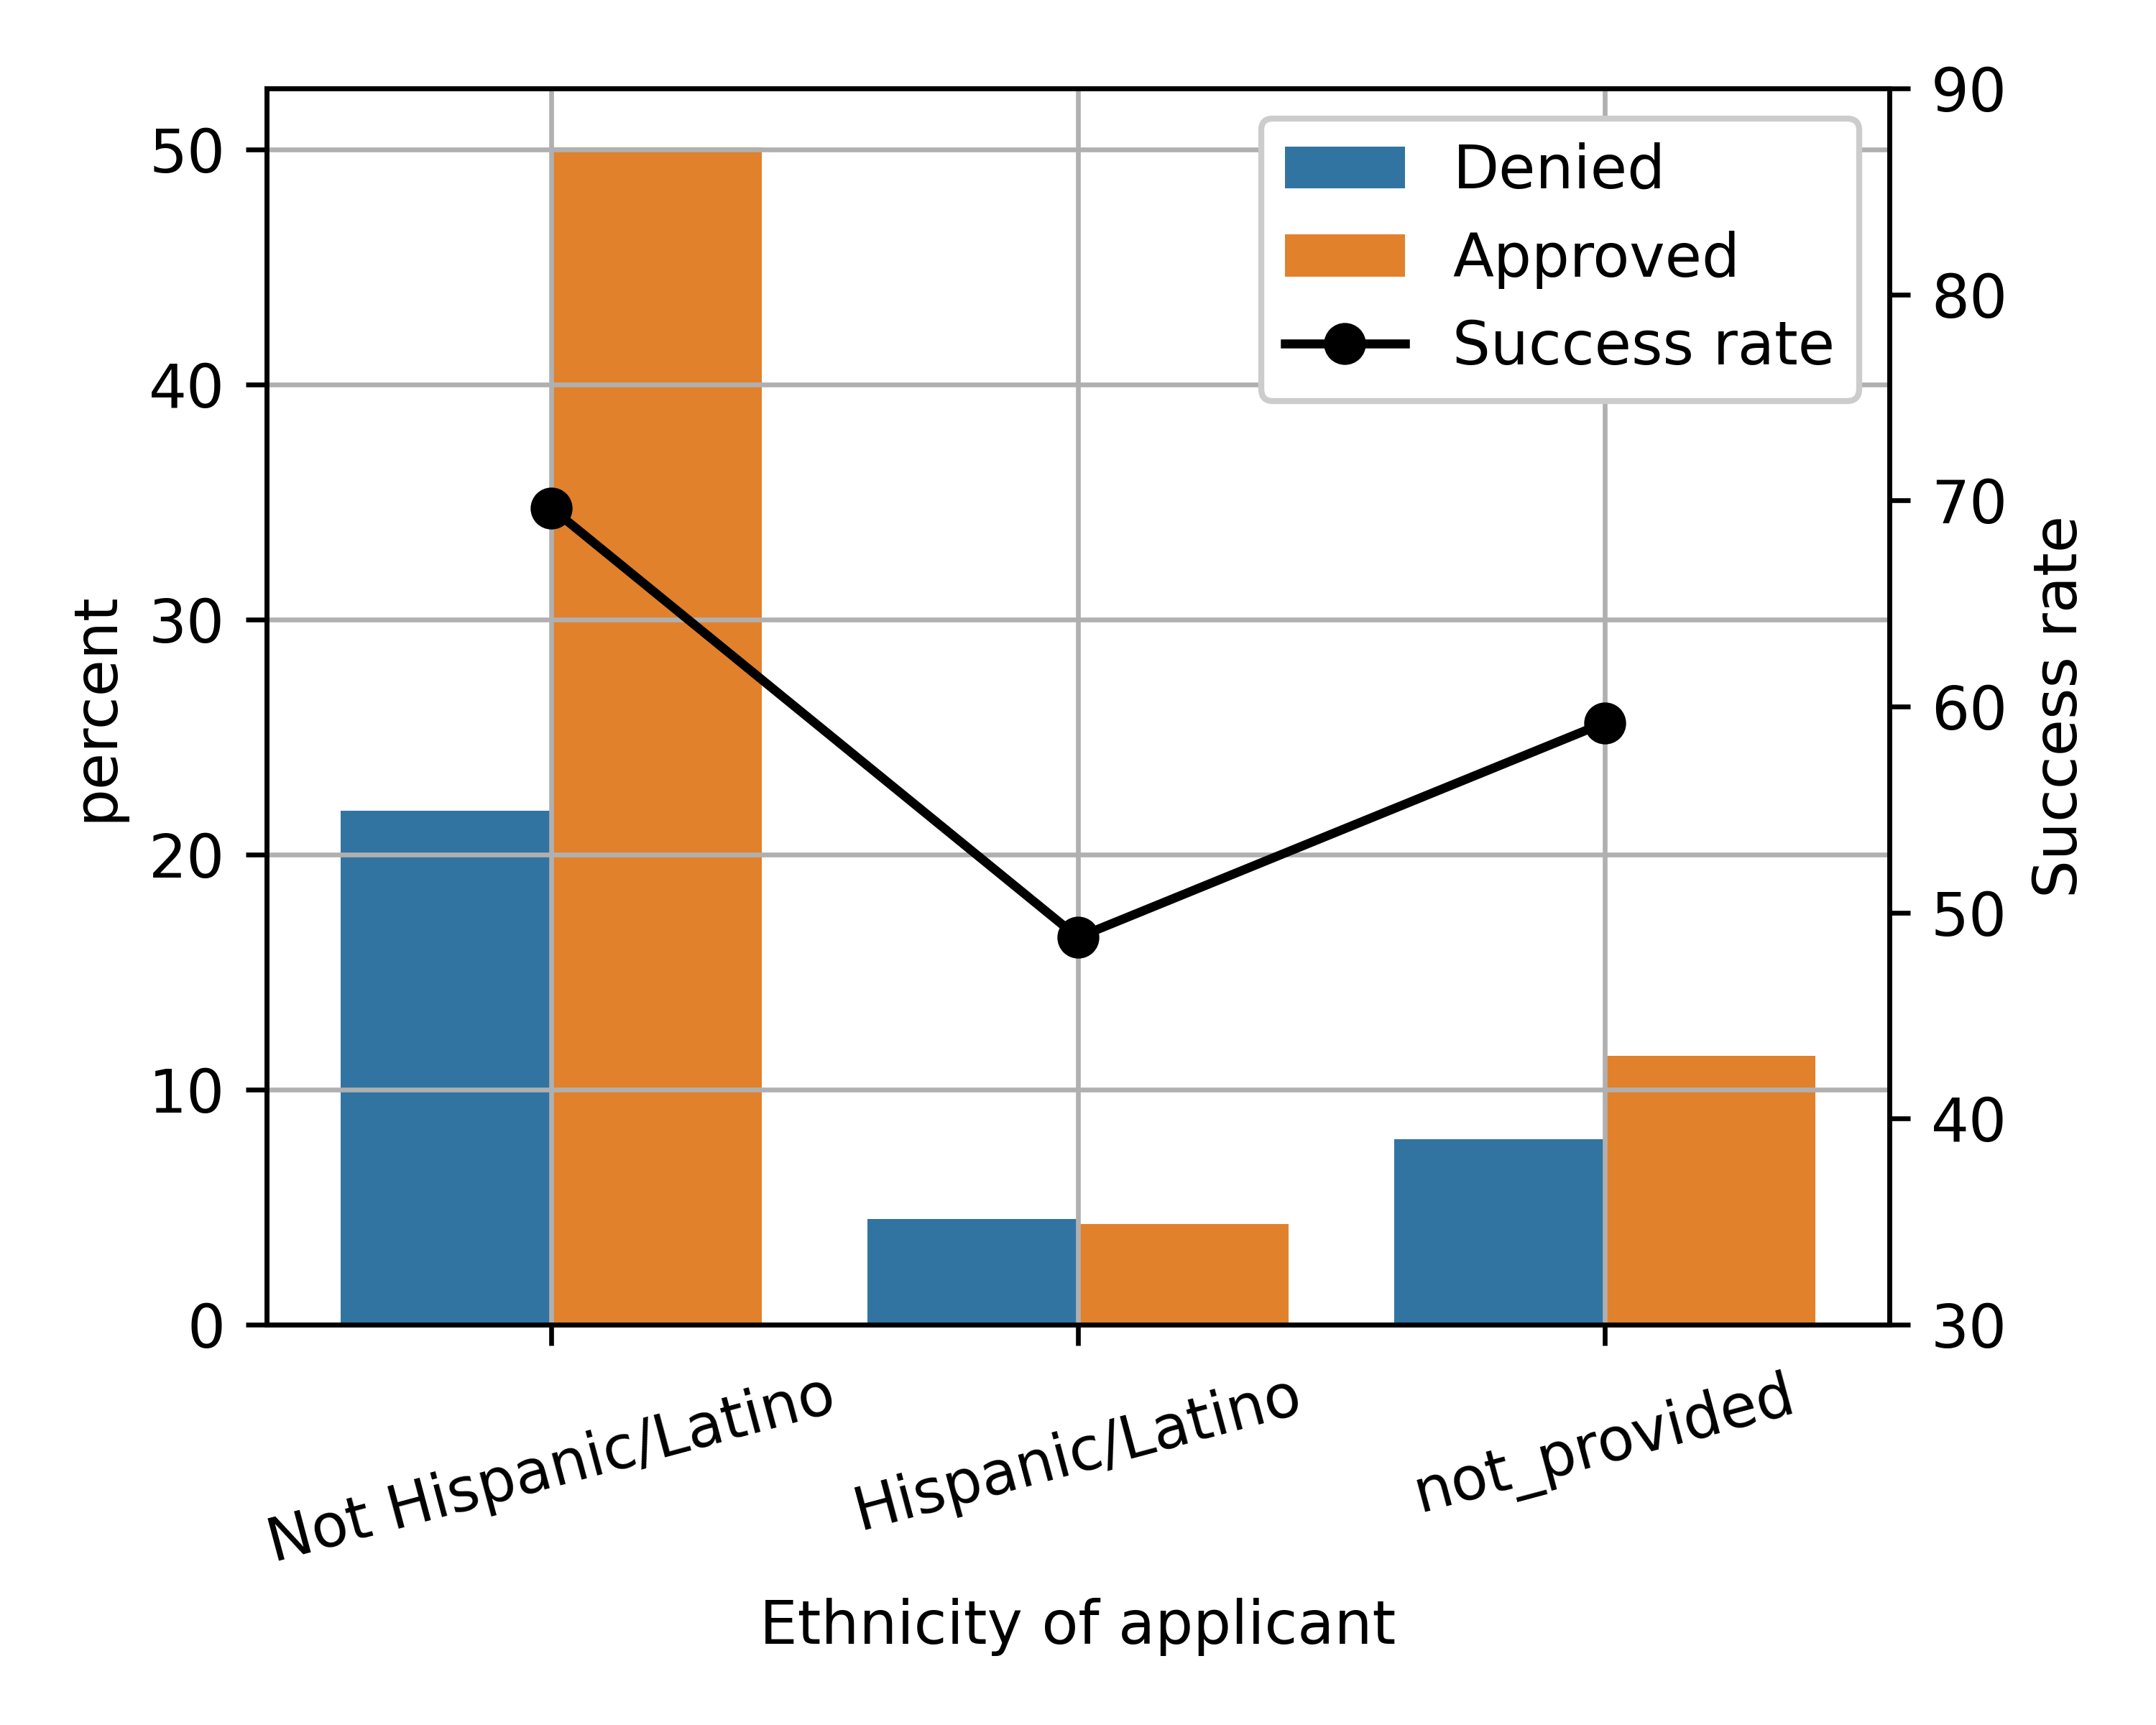 Denied
Approved
Success rate
50
40
30
20
10
0
percent
90
80
70
60
50
40
30
Success rate
Not Hispanic/Latino
Hispanic/Latino
not_provided
Ethnicity of applicant